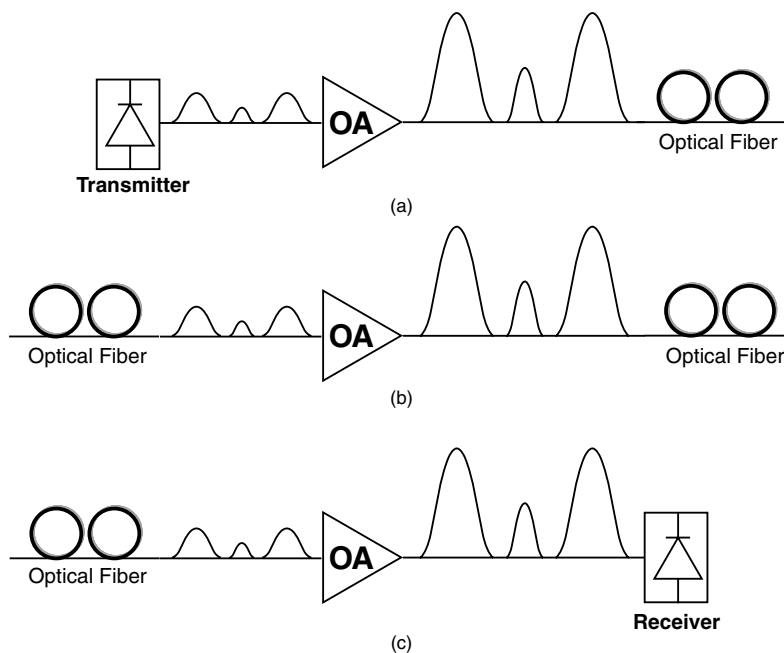 OA
Optical Fiber
Transmitter
(a)
OA
Optical Fiber
Optical Fiber
(b)
OA
Optical Fiber
Receiver
(c)